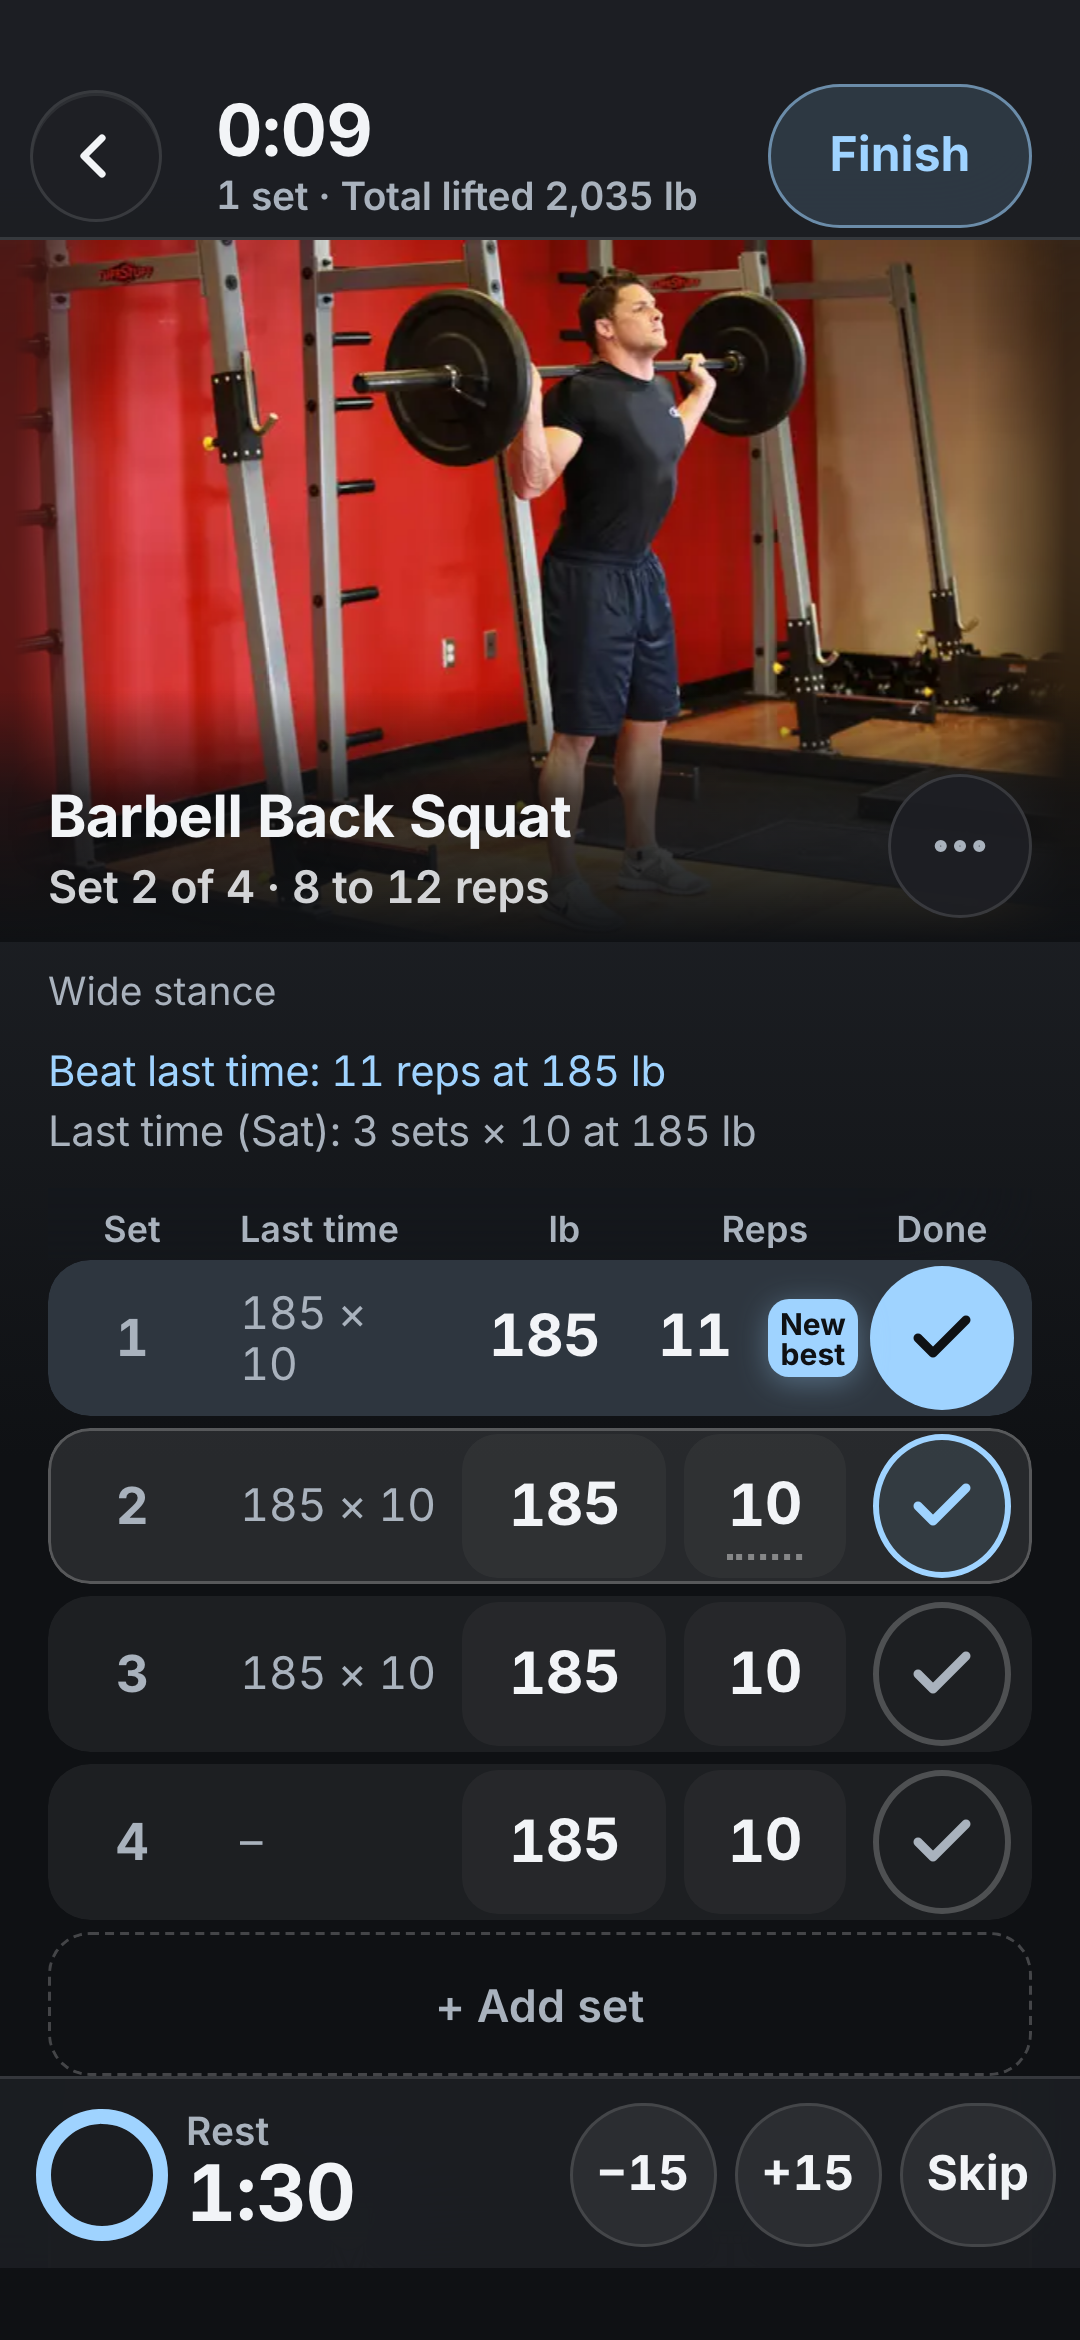 0:09
1 set · Total lifted 2,035 lb
Finish
Barbell Back Squat
Set 2 of 4 · 8 to 12 reps
Wide stance
Beat last time: 11 reps at 185 lb
Last time (Sat): 3 sets × 10 at 185 lb
Set Last time lb Reps Done
1 185 × 10 185 11 New best
2 185 × 10 185 10
3 185 × 10 185 10
4 – 185 10
+ Add set
Rest
1:30
−15 +15 Skip